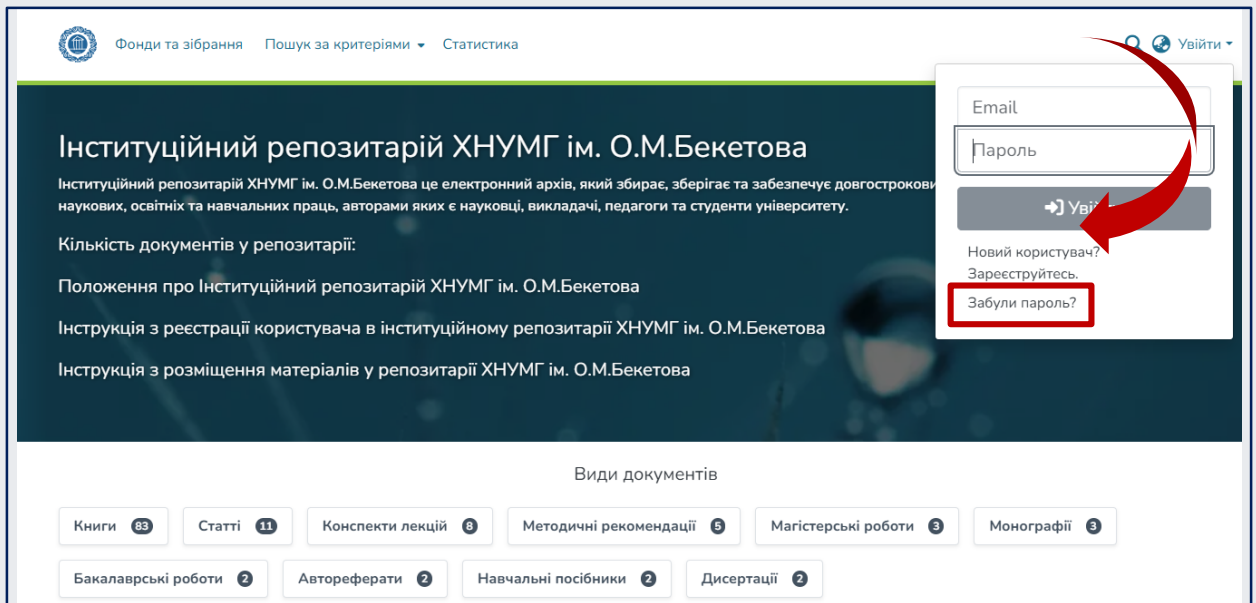 Фонди та зібрання Пошук за критеріями Статистика Увійти
Email
Пароль
Новий користувач?
Зареєструйтесь.
Забули пароль?
Інституційний репозитарій ХНУМГ ім. О.М.Бекетова
Інституційний репозитарій ХНУМГ ім. О.М.Бекетова це електронний архів, який збирає, зберігає та забезпечує
наукових, освітніх та навчальних праць, авторами яких є науковці, викладачі, педагоги та студенти університету.
Кількість документів у репозитарії:
Положення про Інституційний репозитарій ХНУМГ ім. О.М.Бекетова
Інструкція з реєстрації користувача в інституційному репозитарії ХНУМГ ім. О.М.Бекетова
Інструкція з розміщення матеріалів у репозитарії ХНУМГ ім. О.М.Бекетова
Види документів
Книги 83 Статті 11 Конспекти лекцій 8 Методичні рекомендації 5 Магістерські роботи 3 Монографії 3
Бакалаврські роботи 2 Автореферати 2 Навчальні посібники 2 Дисертації 2